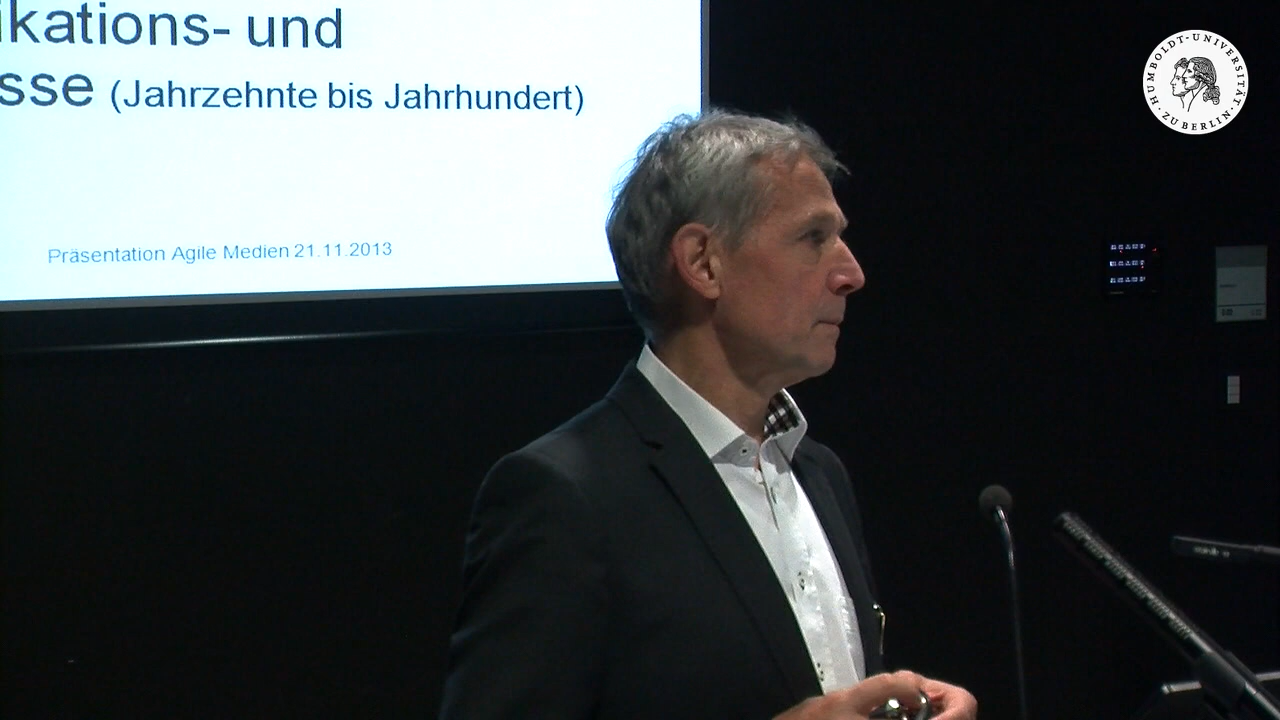 ikations- und
sse (Jahrzehnte bis Jahrhundert)
Präsentation Agile Medien 21.11.2013
HUMBOLDT-UNIVERSITÄT
· ZU BERLIN ·